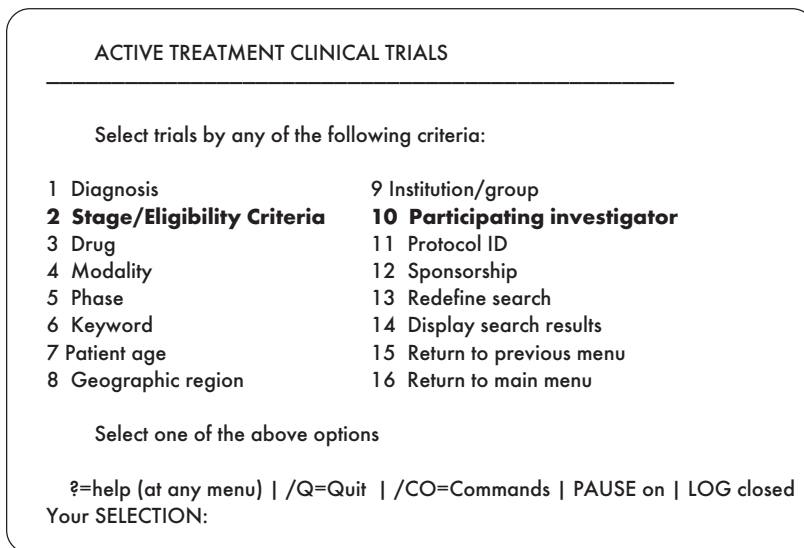 ACTIVE TREATMENT CLINICAL TRIALS
Select trials by any of the following criteria:
1 Diagnosis 9 Institution/group
2 Stage/Eligibility Criteria 10 Participating investigator
3 Drug 11 Protocol ID
4 Modality 12 Sponsorship
5 Phase 13 Redefine search
6 Keyword 14 Display search results
7 Patient age 15 Return to previous menu
8 Geographic region 16 Return to main menu
Select one of the above options
?=help (at any menu) | /Q=Quit | /CO=Commands | PAUSE on | LOG closed
Your SELECTION: